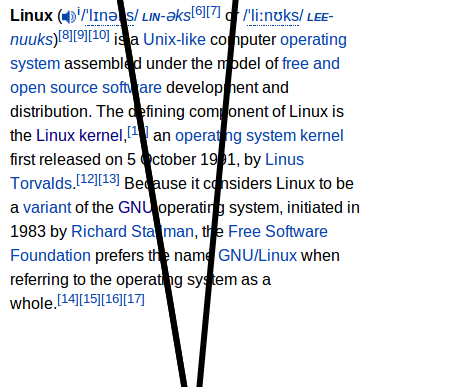 Linux (🔊i/ˈlɪnəks/ LIN-əks[6][7] or /ˈliːnʊks/ LEE-
nuuks)[8][9][10] is a Unix-like computer operating
system assembled under the model of free and
open source software development and
distribution. The defining component of Linux is
the Linux kernel, an operating system kernel
first released on 5 October 1991, by Linus
Torvalds.[12][13] Because it considers Linux to be
a variant of the GNU operating system, initiated in
1983 by Richard Stallman, the Free Software
Foundation prefers the name GNU/Linux when
referring to the operating system as a
whole.[14][15][16][17]